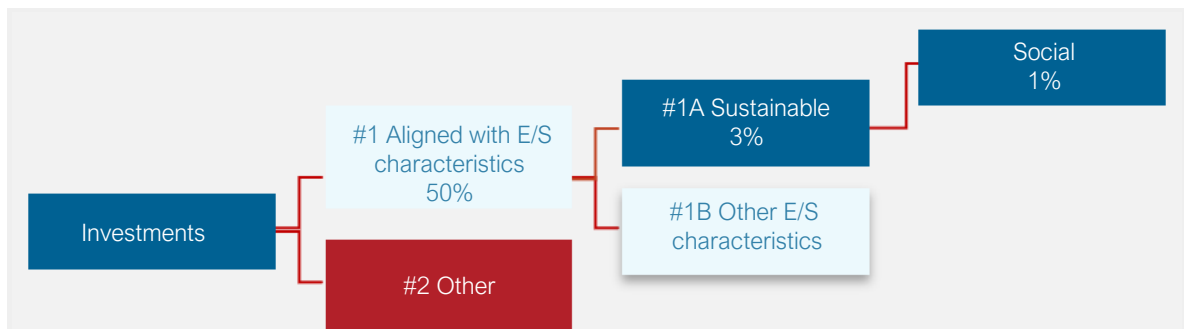 Investments
#1 Aligned with E/S
characteristics
50%
#2 Other
#1A Sustainable
3%
#1B Other E/S
characteristics
Social
1%